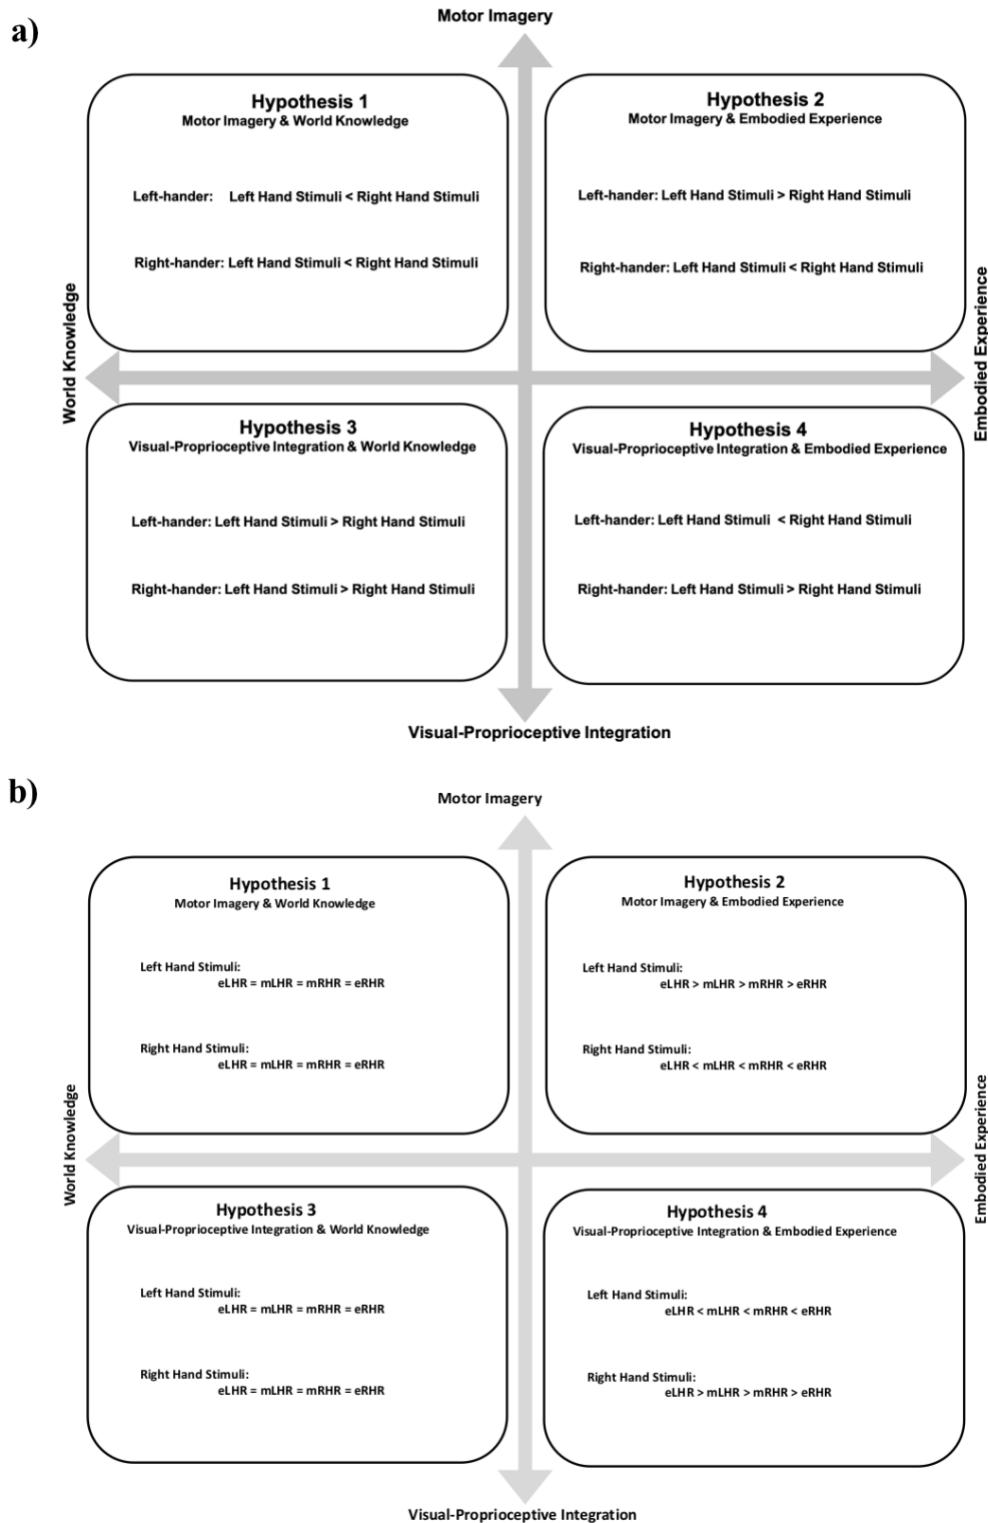 a)
Motor Imagery
Hypothesis 1
Motor Imagery & World Knowledge
Left-hander: Left Hand Stimuli < Right Hand Stimuli
Right-hander: Left Hand Stimuli < Right Hand Stimuli
Hypothesis 2
Motor Imagery & Embodied Experience
Left-hander: Left Hand Stimuli > Right Hand Stimuli
Right-hander: Left Hand Stimuli < Right Hand Stimuli
World Knowledge
Embodied Experience
Hypothesis 3
Visual-Proprioceptive Integration & World Knowledge
Left-hander: Left Hand Stimuli > Right Hand Stimuli
Right-hander: Left Hand Stimuli > Right Hand Stimuli
Hypothesis 4
Visual-Proprioceptive Integration & Embodied Experience
Left-hander: Left Hand Stimuli < Right Hand Stimuli
Right-hander: Left Hand Stimuli > Right Hand Stimuli
Visual-Proprioceptive Integration
b)
Motor Imagery
Hypothesis 1
Motor Imagery & World Knowledge
Left Hand Stimuli:
eLHR = mLHR = mRHR = eRHR
Right Hand Stimuli:
eLHR = mLHR = mRHR = eRHR
Hypothesis 2
Motor Imagery & Embodied Experience
Left Hand Stimuli:
eLHR > mLHR > mRHR > eRHR
Right Hand Stimuli:
eLHR < mLHR < mRHR < eRHR
World Knowledge
Embodied Experience
Hypothesis 3
Visual-Proprioceptive Integration & World Knowledge
Left Hand Stimuli:
eLHR = mLHR = mRHR = eRHR
Right Hand Stimuli:
eLHR = mLHR = mRHR = eRHR
Hypothesis 4
Visual-Proprioceptive Integration & Embodied Experience
Left Hand Stimuli:
eLHR < mLHR < mRHR < eRHR
Right Hand Stimuli:
eLHR > mLHR > mRHR > eRHR
Visual-Proprioceptive Integration